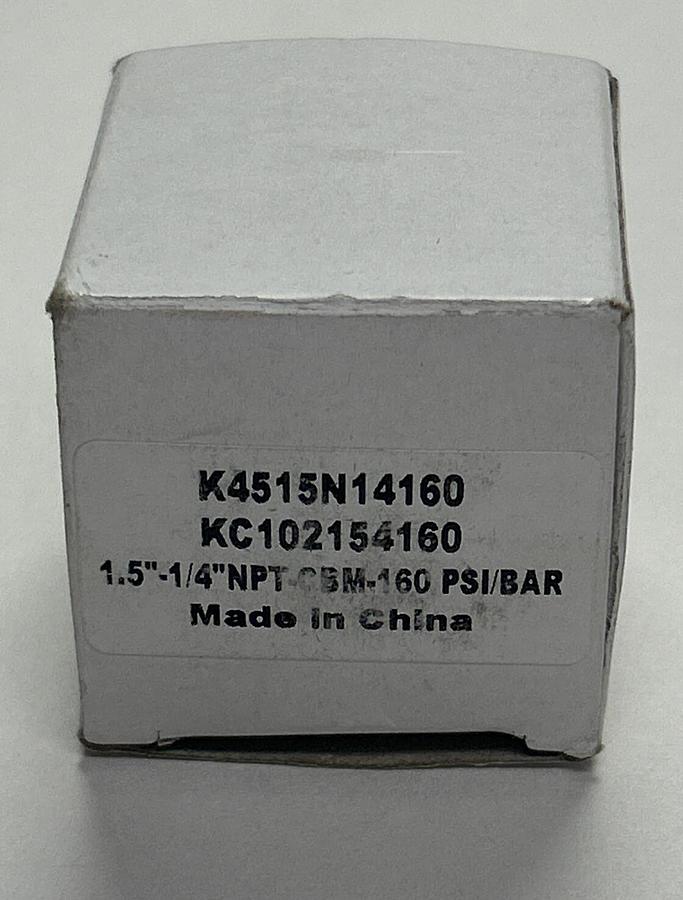 K4515N14160
KC102154160
1.5"-1/4"NPT-CBM-160 PSI/BAR
Made In China